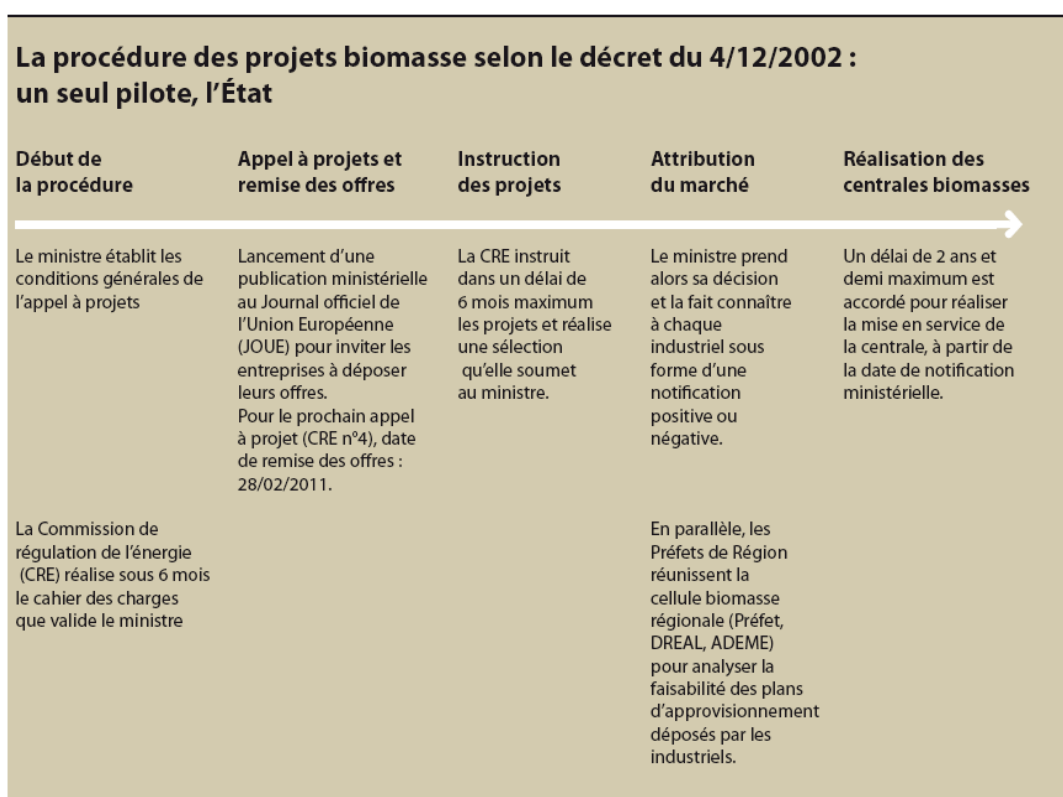 La procédure des projets biomasse selon le décret du 4/12/2002 :
un seul pilote, l’État
Début de
la procédure
Le ministre établit les
conditions générales de
l’appel à projets
La Commission de
régulation de l’énergie
(CRE) réalise sous 6 mois
le cahier des charges
que valide le ministre
Appel à projets et
remise des offres
Lancement d’une
publication ministérielle
au Journal officiel de
l’Union Européenne
(JOUE) pour inviter les
entreprises à déposer
leurs offres.
Pour le prochain appel
à projet (CRE n°4), date
de remise des offres :
28/02/2011.
Instruction
des projets
La CRE instruit
dans un délai de
6 mois maximum
les projets et réalise
une sélection
qu’elle soumet
au ministre.
Attribution
du marché
Le ministre prend
alors sa décision
et la fait connaître
à chaque
industriel sous
forme d’une
notification
positive ou
négative.
En parallèle, les
Préfets de Région
réunissent la
cellule biomasse
régionale (Préfet,
DREAL, ADEME)
pour analyser la
faisabilité des plans
d’approvisionnement
déposés par les
industriels.
Réalisation des
centrales biomasses
Un délai de 2 ans et
demi maximum est
accordé pour réaliser
la mise en service de
la centrale, à partir de
la date de notification
ministérielle.